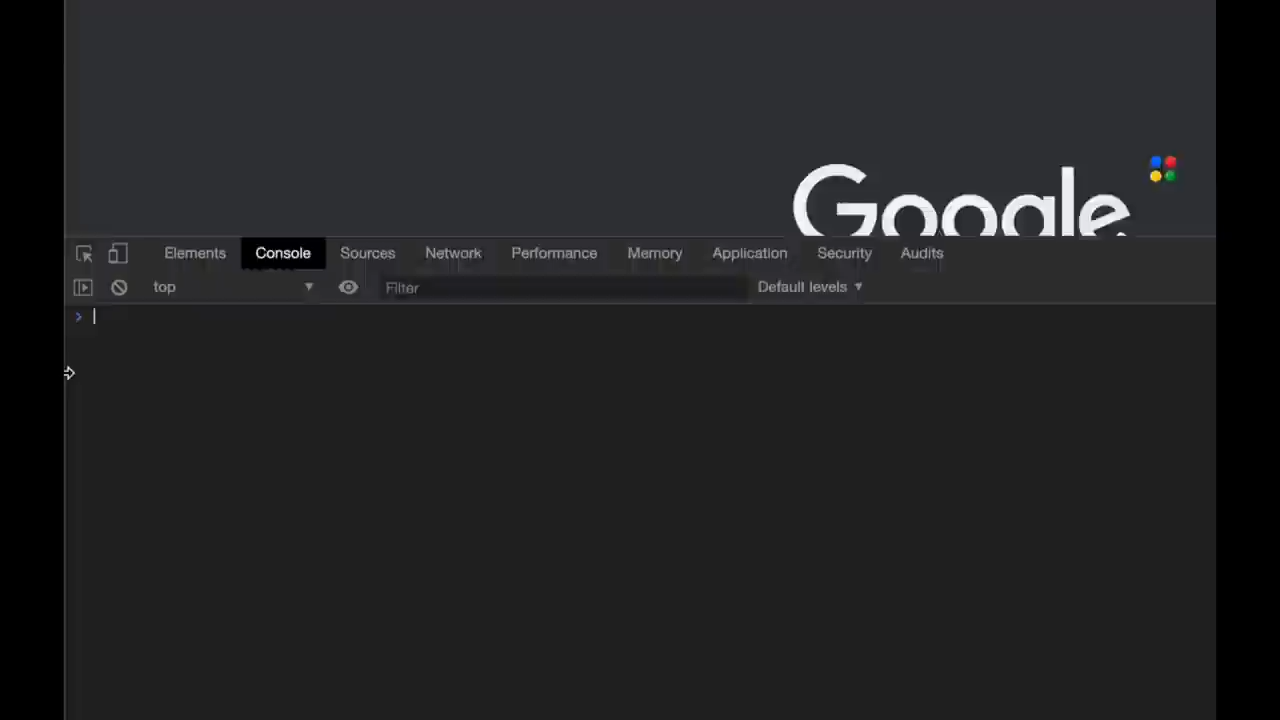 Google
Elements Console Sources Network Performance Memory Application Security Audits
top Filter Default levels